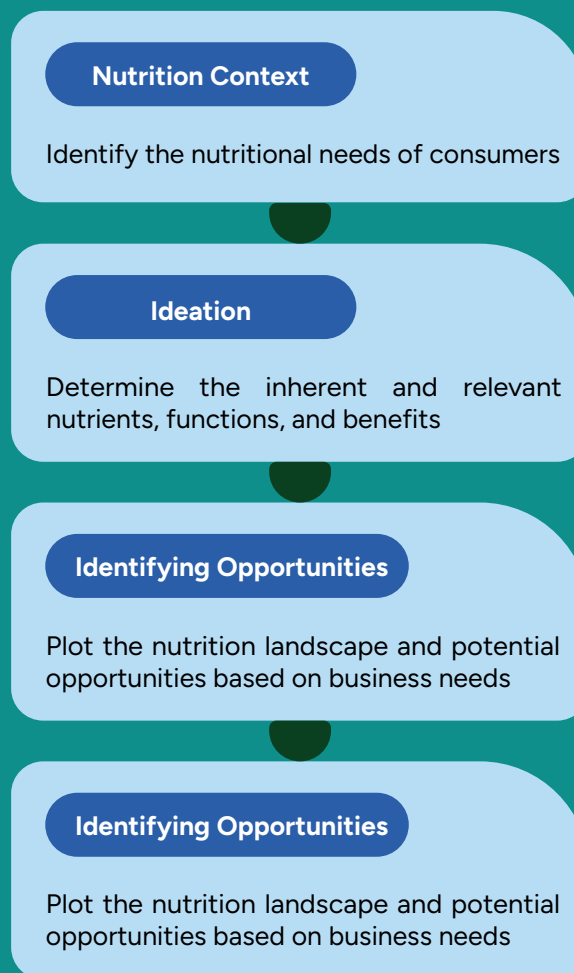 Nutrition Context
Identify the nutritional needs of consumers
Ideation
Determine the inherent and relevant
nutrients, functions, and benefits
Identifying Opportunities
Plot the nutrition landscape and potential
opportunities based on business needs
Identifying Opportunities
Plot the nutrition landscape and potential
opportunities based on business needs